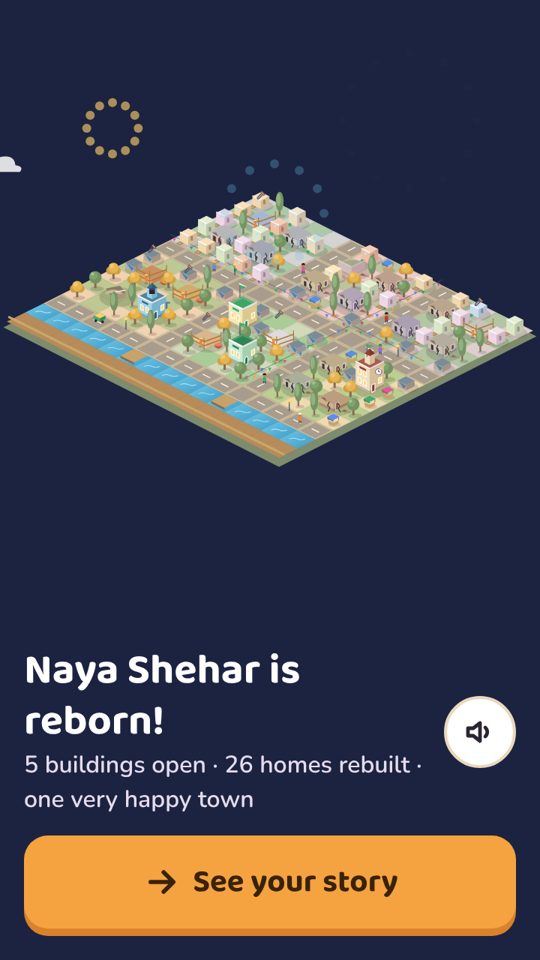 Naya Shehar is
reborn!
5 buildings open · 26 homes rebuilt ·
one very happy town
→ See your story